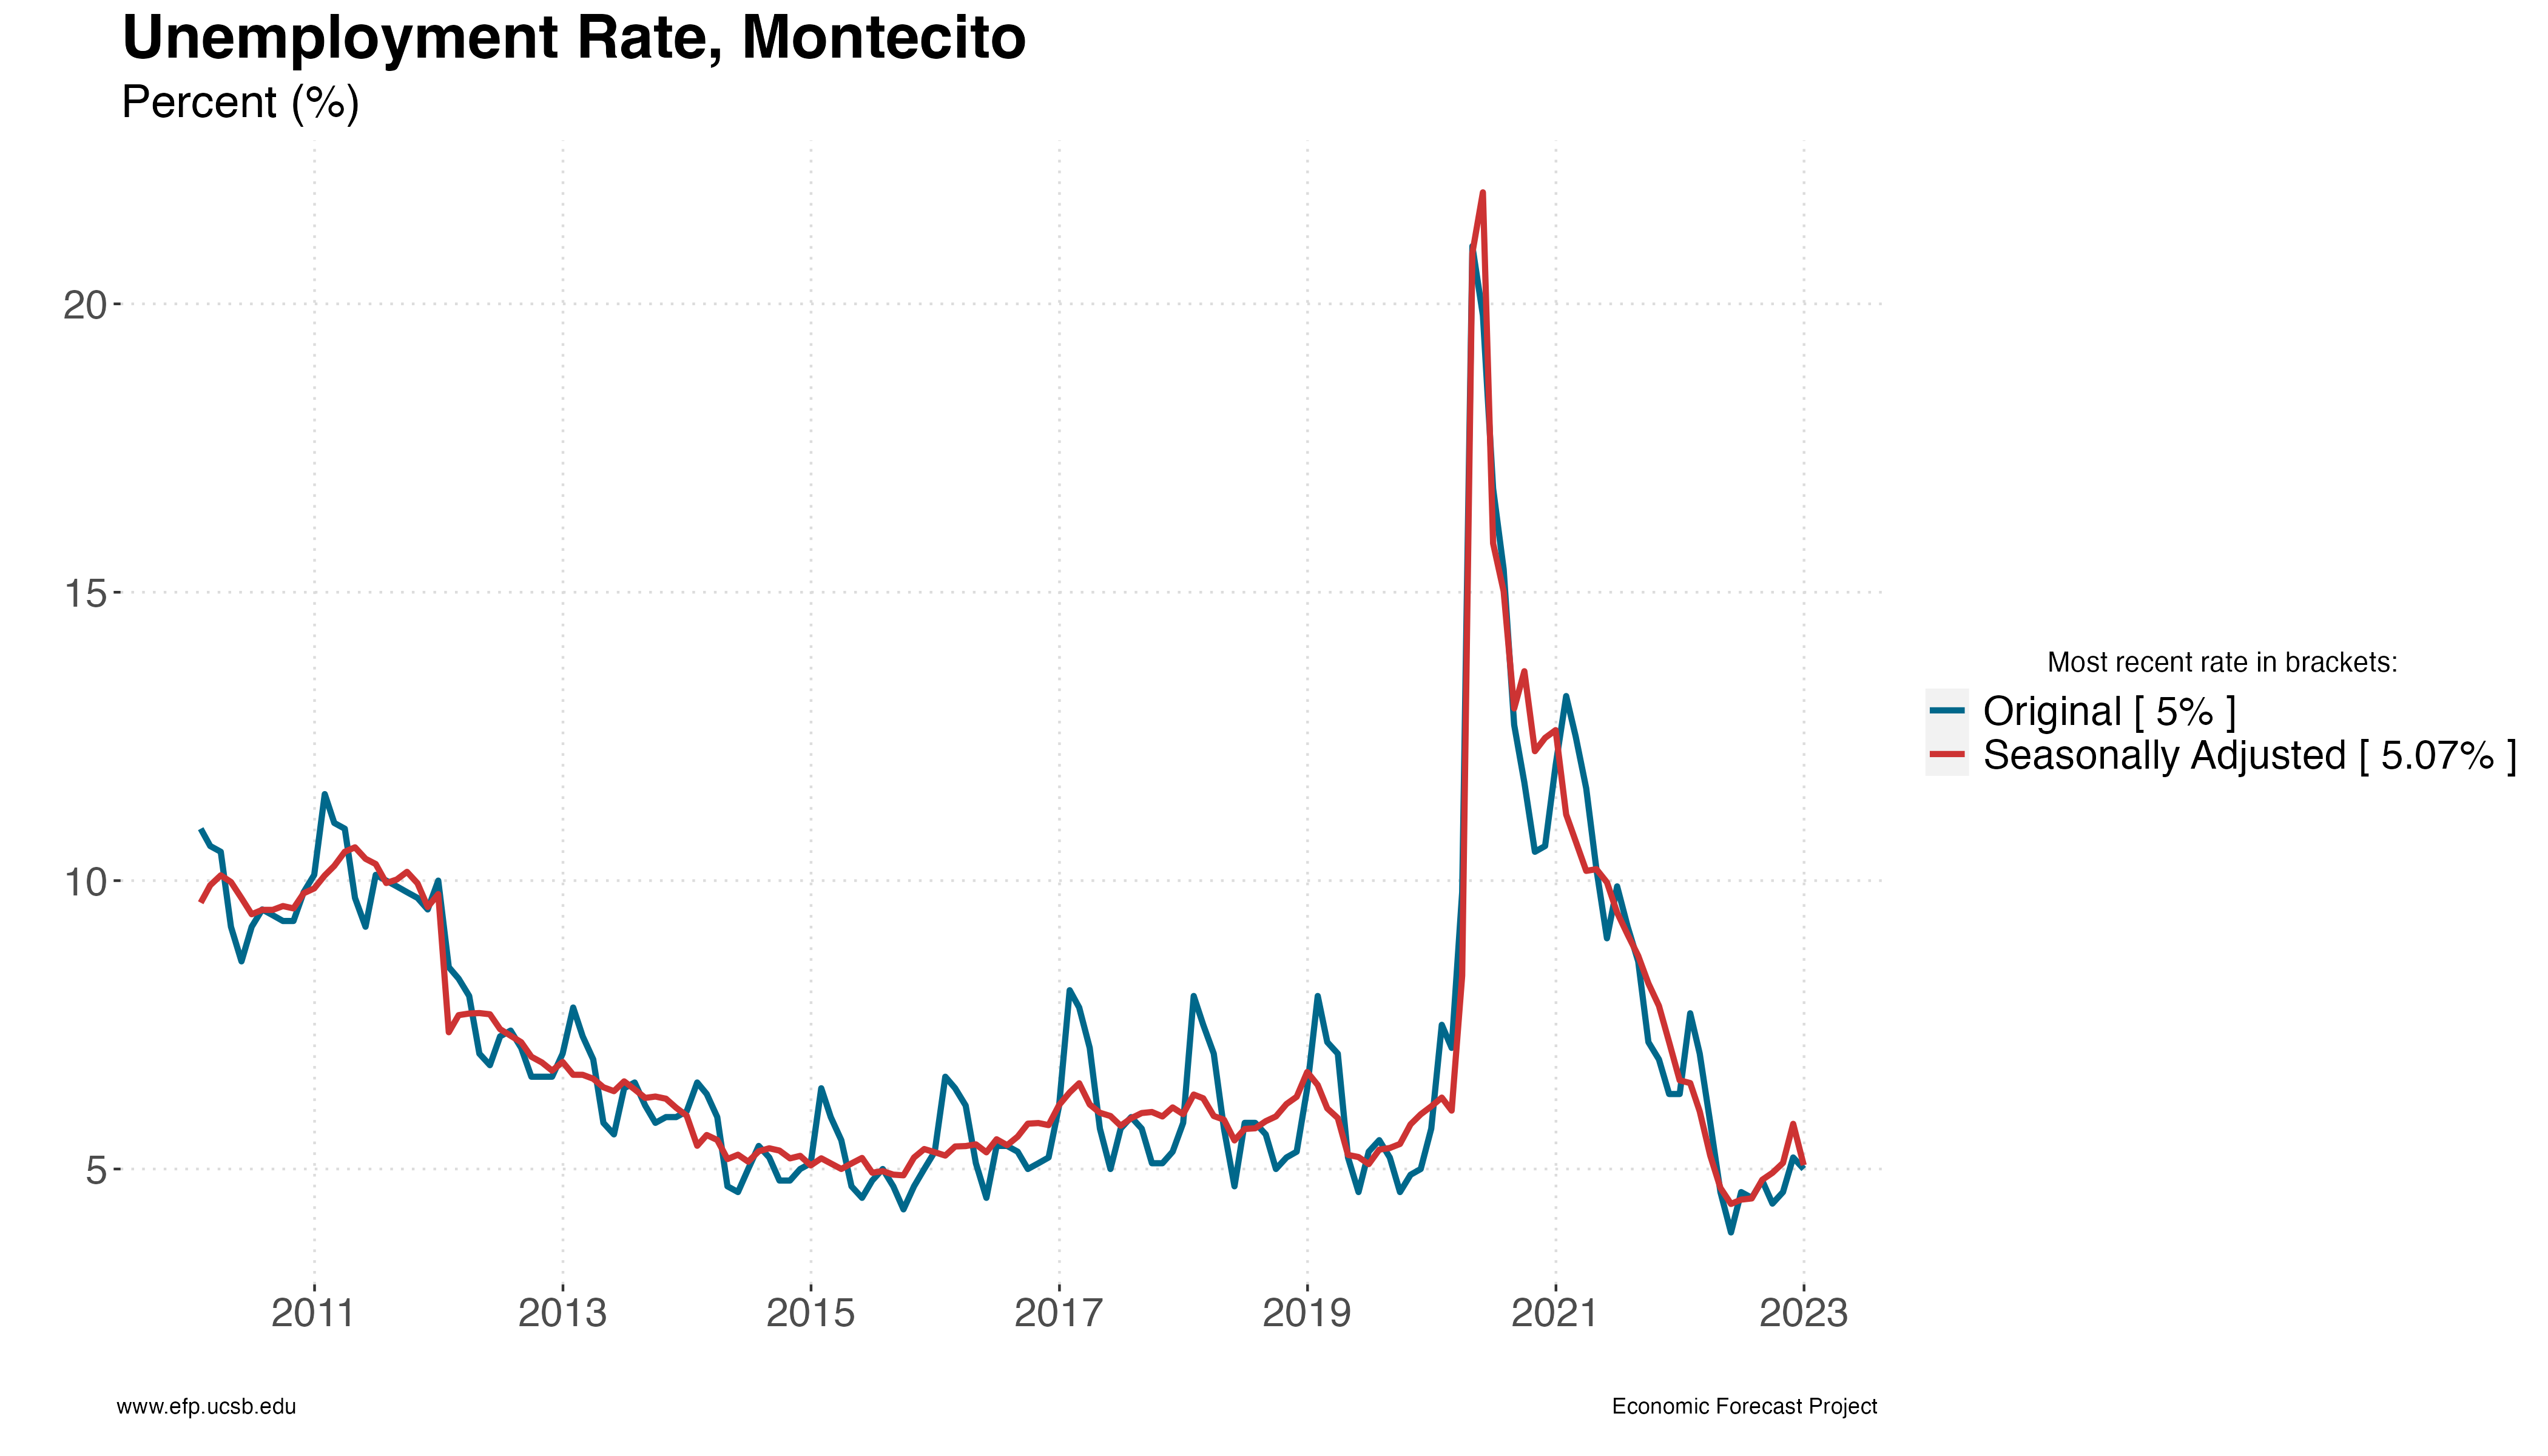 Unemployment Rate, Montecito
Percent (%)
20
15
10
5
2011 2013 2015 2017 2019 2021 2023
Most recent rate in brackets:
Original [ 5% ]
Seasonally Adjusted [ 5.07% ]
www.efp.ucsb.edu
Economic Forecast Project